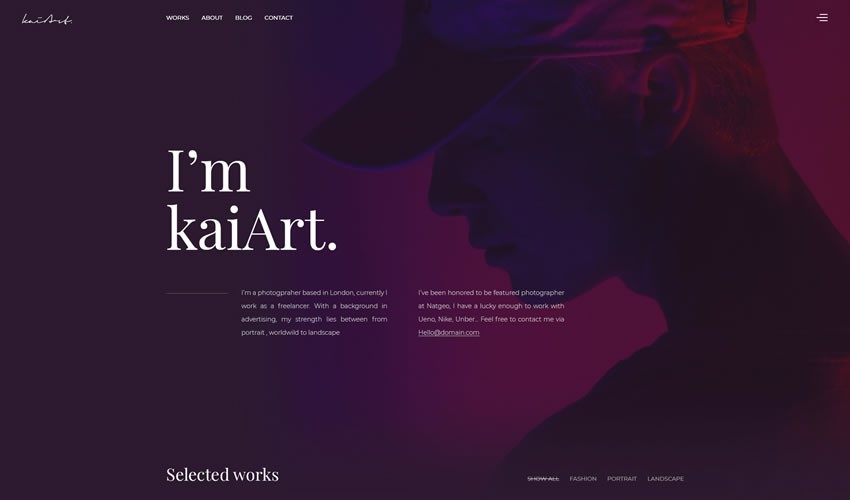 kaiArt.
WORKS ABOUT BLOG CONTACT
I'm
kaiArt.
I'm a photgpraher based in London, currently I
work as a freelancer. With a background in
advertising, my strength lies between from
portrait , worldwild to landscape
I've been honored to be featured photographer
at Natgeo, I have a lucky enough to work with
Ueno, Nike, Unber... Feel free to contact me via
Hello@domain.com
Selected works
SHOW ALL FASHION PORTRAIT LANDSCAPE